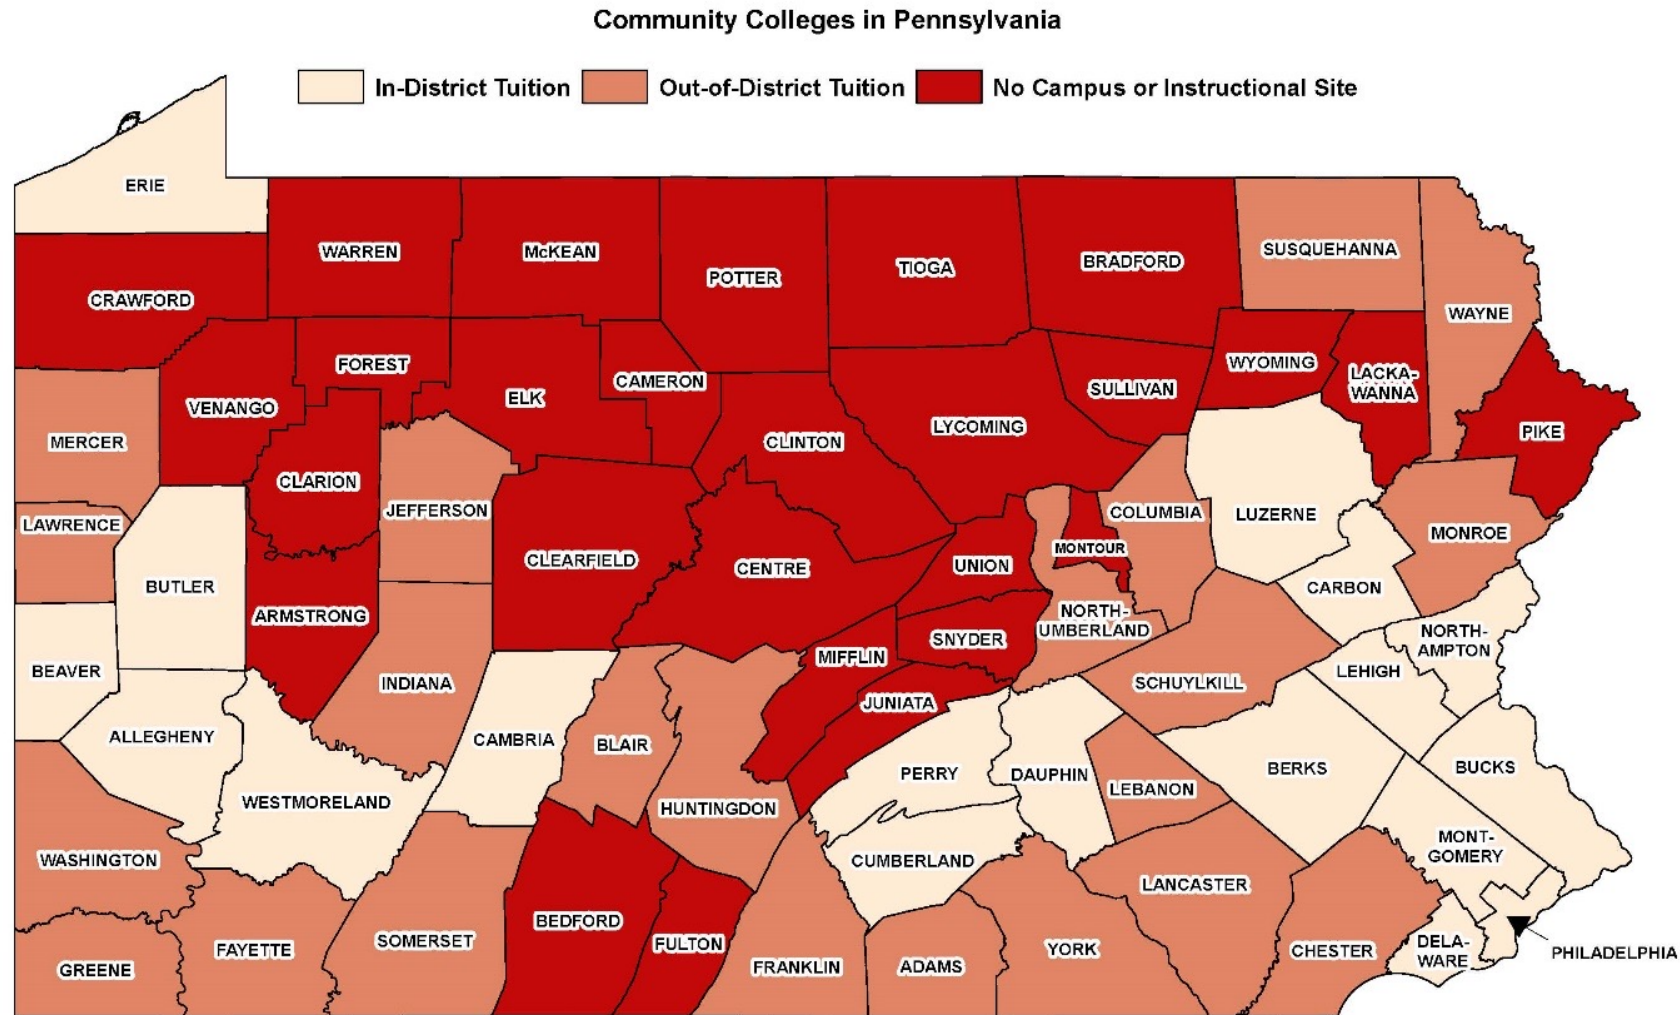 Community Colleges in Pennsylvania
In-District Tuition
Out-of-District Tuition
No Campus or Instructional Site
ERIE
WARREN
McKEAN
POTTER
TIOGA
BRADFORD
SUSQUEHANNA
WAYNE
CRAWFORD
FOREST
VENANGO
ELK
CAMERON
CLINTON
LYCOMING
SULLIVAN
WYOMING
LACKA-
WANNA
PIKE
MERCER
CLARION
JEFFERSON
LAWRENCE
CLEARFIELD
CENTRE
UNION
MONTOUR
COLUMBIA
LUZERNE
MONROE
CARBON
BUTLER
ARMSTRONG
BEAVER
INDIANA
SNYDER
NORTH-
UMBERLAND
MIFFLIN
JUNIATA
SCHUYLKILL
LEHIGH
NORTH-
AMPTON
ALLEGHENY
CAMBRIA
BLAIR
WESTMORELAND
HUNTINGDON
PERRY
DAUPHIN
LEBANON
BERKS
BUCKS
WASHINGTON
CUMBERLAND
LANCASTER
MONT-
GOMERY
GREENE
FAYETTE
SOMERSET
BEDFORD
FULTON
FRANKLIN
ADAMS
YORK
CHESTER
DELA-
WARE
PHILADELPHIA